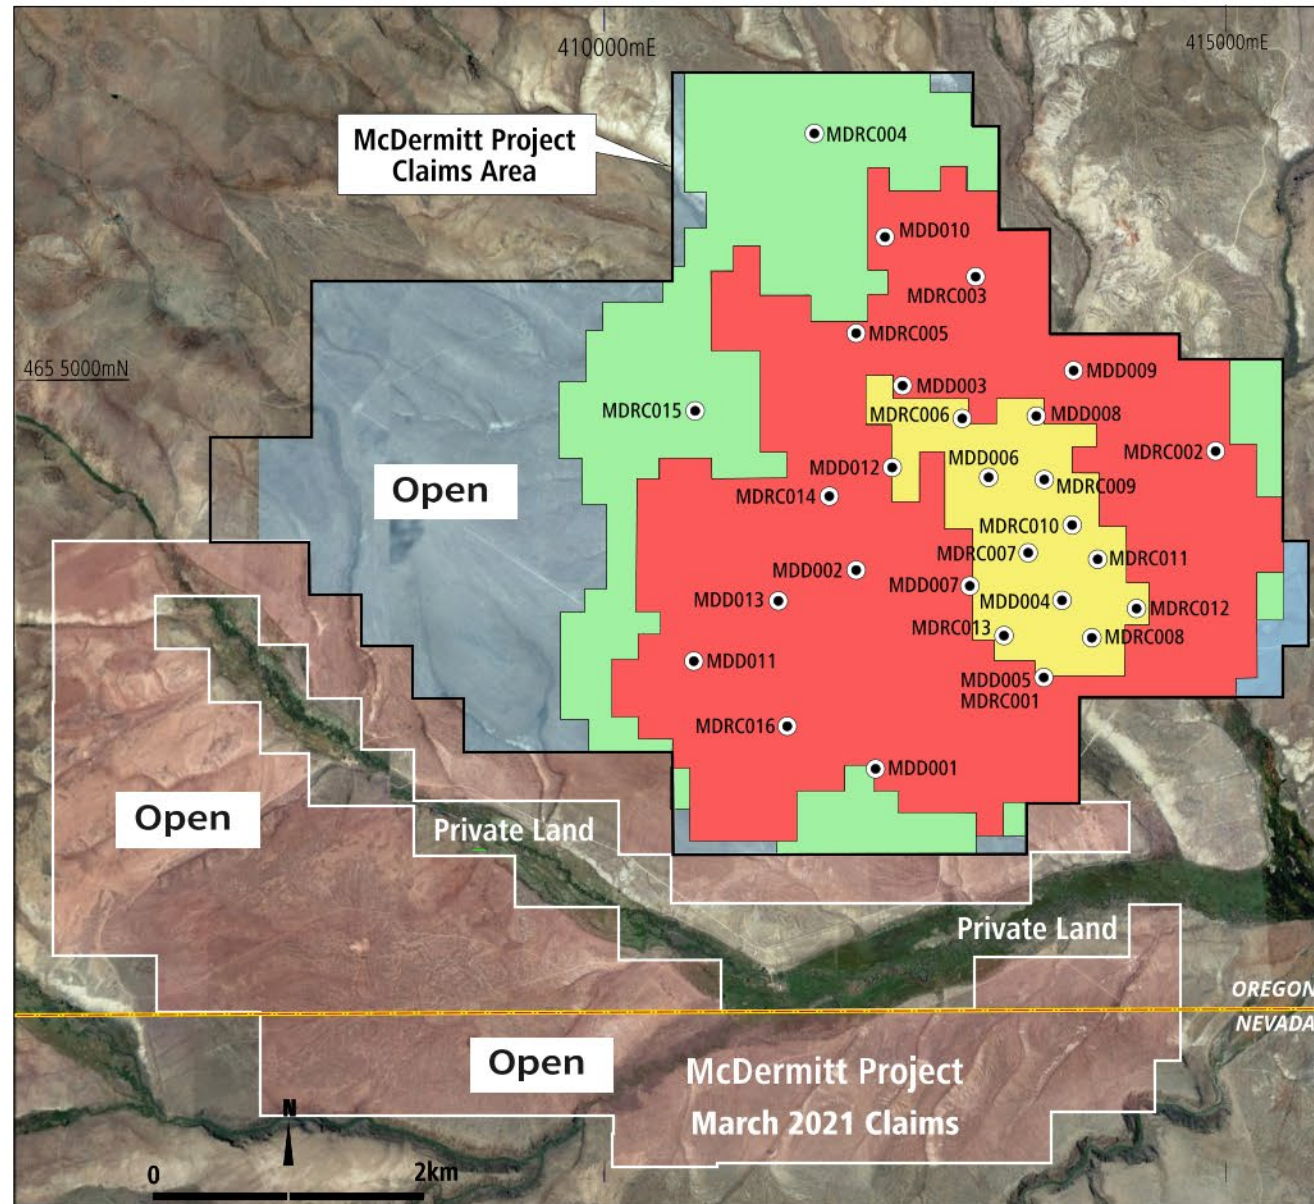 410000mE
415000mE
McDermitt Project
Claims Area
MDRC004
MDD010
MDRC003
MDRC005
465 5000mN
MDD009
MDD003
MDRC015
MDRC006
MDD008
MDRC002
MDD012
MDD006
Open
MDRC009
MDRC014
MDRC010
MDRC007
MDRC011
MDD002
MDD007
MDD013
MDD004
MDRC012
MDRC013
MDRC008
MDD011
MDD005
MDRC001
MDRC016
MDD001
Open
Private Land
Private Land
OREGON
NEVADA
Open
McDermitt Project
March 2021 Claims
N
0
2km